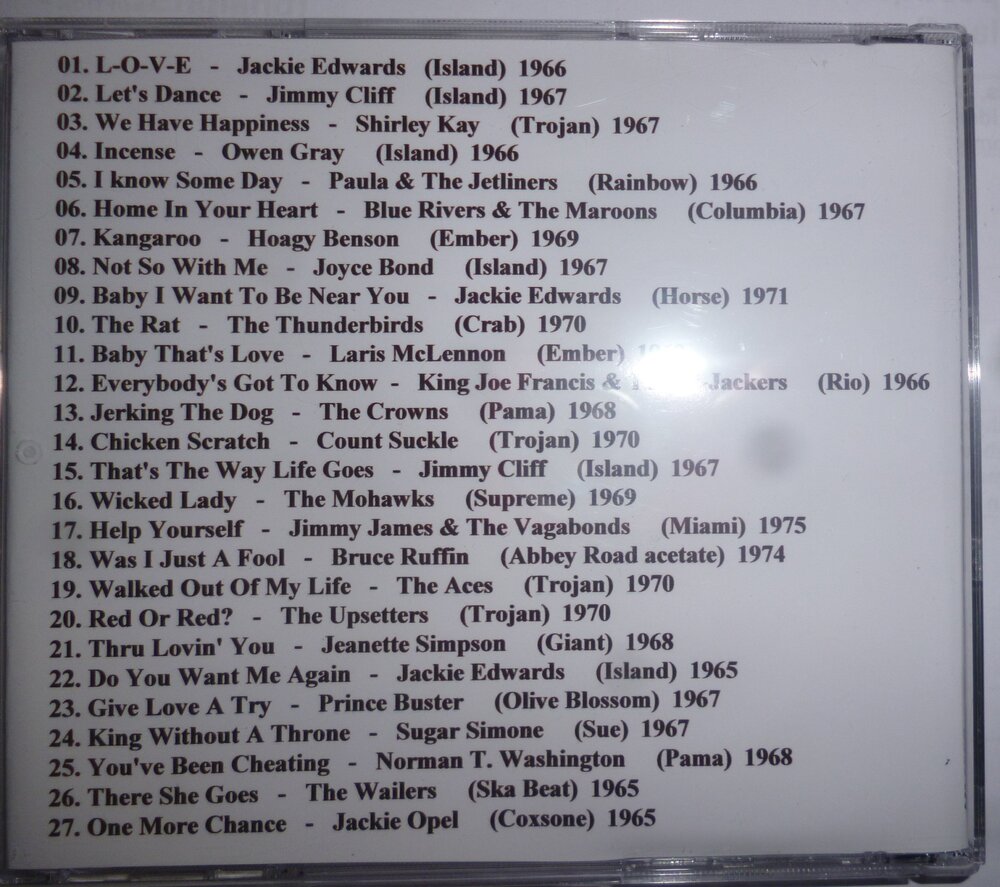 01. L-O-V-E - Jackie Edwards (Island) 1966
02. Let's Dance - Jimmy Cliff (Island) 1967
03. We Have Happiness - Shirley Kay (Trojan) 1967
04. Incense - Owen Gray (Island) 1966
05. I know Some Day - Paula & The Jetliners (Rainbow) 1966
06. Home In Your Heart - Blue Rivers & The Maroons (Columbia) 1967
07. Kangaroo - Hoagy Benson (Ember) 1969
08. Not So With Me - Joyce Bond (Island) 1967
09. Baby I Want To Be Near You - Jackie Edwards (Horse) 1971
10. The Rat - The Thunderbirds (Crab) 1970
11. Baby That's Love - Laris McLennon (Ember)
12. Everybody's Got To Know - King Joe Francis & Jackers (Rio) 1966
13. Jerking The Dog - The Crowns (Pama) 1968
14. Chicken Scratch - Count Suckle (Trojan) 1970
15. That's The Way Life Goes - Jimmy Cliff (Island) 1967
16. Wicked Lady - The Mohawks (Supreme) 1969
17. Help Yourself - Jimmy James & The Vagabonds (Miami) 1975
18. Was I Just A Fool - Bruce Ruffin (Abbey Road acetate) 1974
19. Walked Out Of My Life - The Aces (Trojan) 1970
20. Red Or Red? - The Upsetters (Trojan) 1970
21. Thru Lovin' You - Jeanette Simpson (Giant) 1968
22. Do You Want Me Again - Jackie Edwards (Island) 1965
23. Give Love A Try - Prince Buster (Olive Blossom) 1967
24. King Without A Throne - Sugar Simone (Sue) 1967
25. You've Been Cheating - Norman T. Washington (Pama) 1968
26. There She Goes - The Wailers (Ska Beat) 1965
27. One More Chance - Jackie Opel (Coxsone) 1965